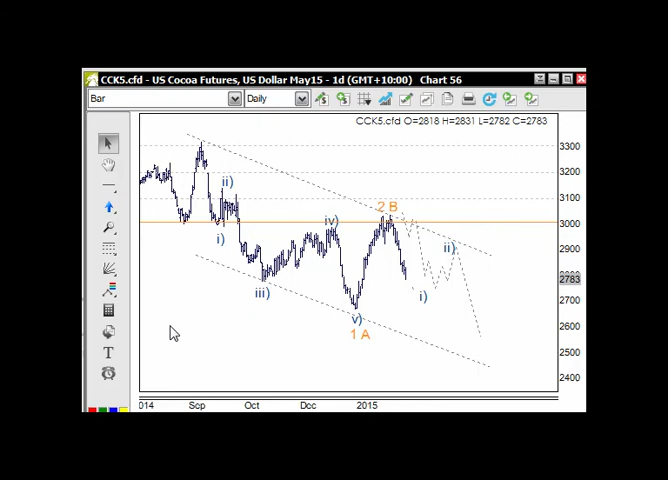 CCK5.cfd - US Cocoa Futures, US Dollar May15 - 1d (GMT+10:00) Chart 56
Bar Daily
CCK5.cfd O=2818 H=2831 L=2782 C=2783
3300
3200
ii)
3100
2 B
iv)
3000
i)
ii)
2900
2783
iii)
i)
2700
v)
1 A
2600
2500
2400
014 Sep Oct Dec 2015
T